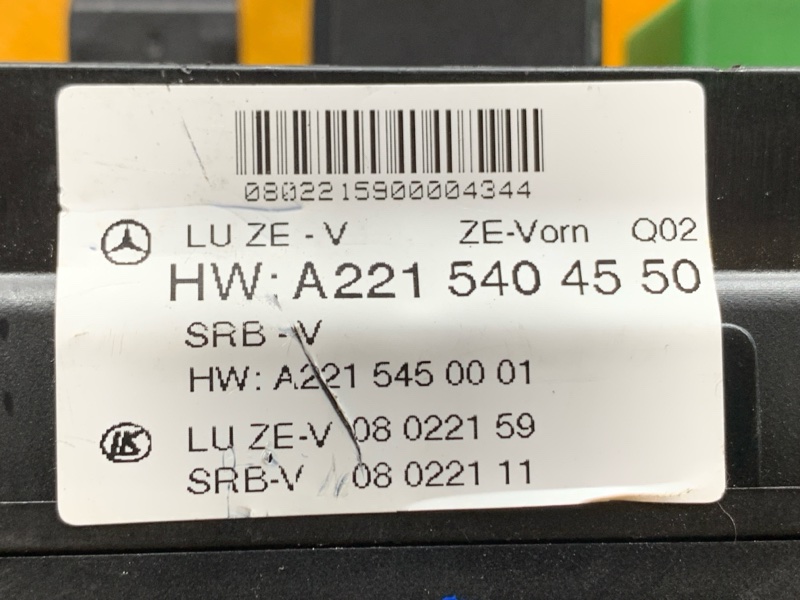 0802215900004344
LU ZE - V ZE-Vorn Q02
HW: A221 540 45 50
SRB - V
HW: A221 545 00 01
LK LU ZE-V 08 0221 59
SRB-V 08 0221 11